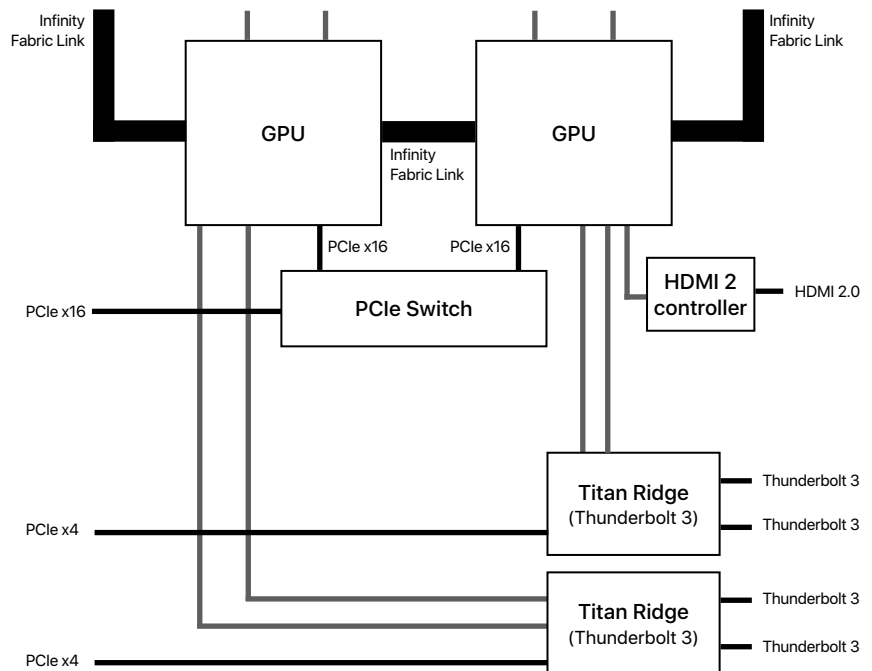 Infinity
Fabric Link
Infinity
Fabric Link
GPU
GPU
Infinity
Fabric Link
PCIe x16
PCIe x16
HDMI 2
controller
HDMI 2.0
PCIe x16
PCIe Switch
Titan Ridge
(Thunderbolt 3)
Thunderbolt 3
Thunderbolt 3
PCIe x4
Titan Ridge
(Thunderbolt 3)
Thunderbolt 3
Thunderbolt 3
PCIe x4